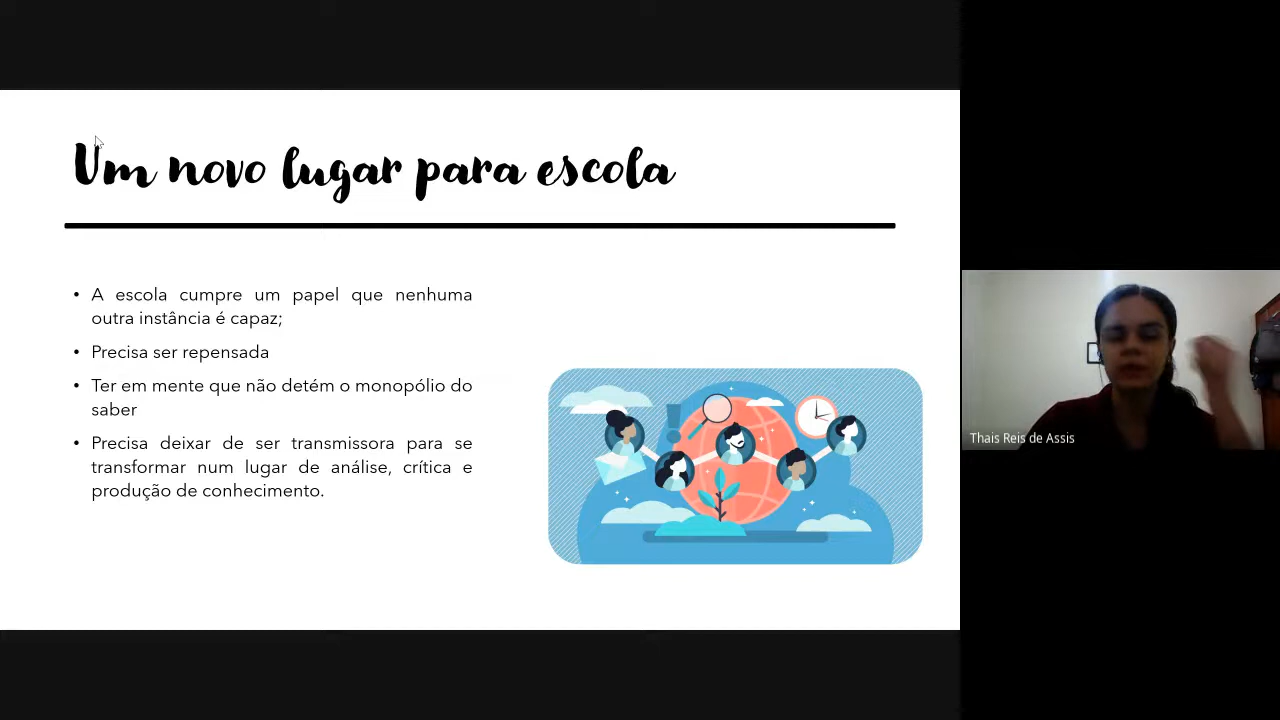 Um novo lugar para escola
• A escola cumpre um papel que nenhuma
outra instância é capaz;
• Precisa ser repensada
• Ter em mente que não detém o monopólio do
saber
• Precisa deixar de ser transmissora para se
transformar num lugar de análise, crítica e
produção de conhecimento.
Thais Reis de Assis